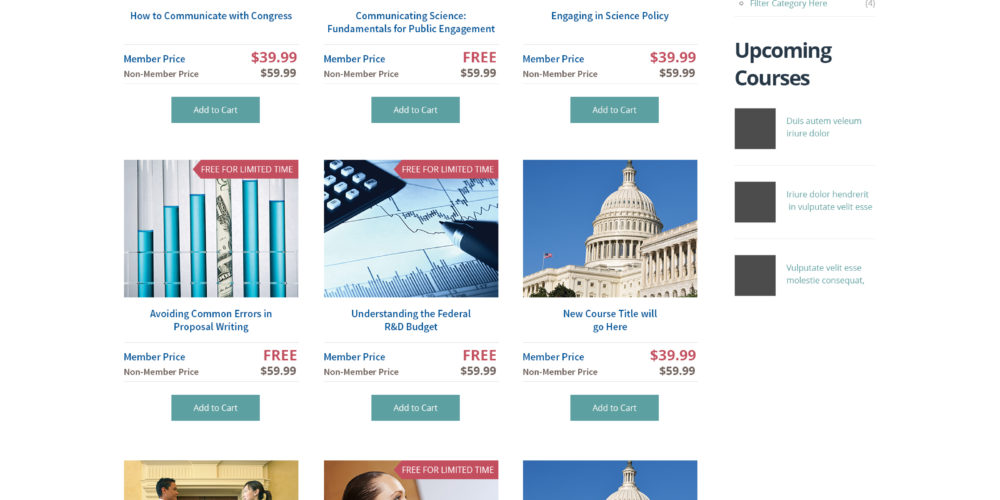 How to Communicate with Congress
Communicating Science:
Fundamentals for Public Engagement
Engaging in Science Policy
Member Price $39.99
Non-Member Price $59.99
Member Price FREE
Non-Member Price $59.99
Member Price $39.99
Non-Member Price $59.99
Add to Cart
Add to Cart
Add to Cart
FREE FOR LIMITED TIME
FREE FOR LIMITED TIME
Avoiding Common Errors in
Proposal Writing
Understanding the Federal
R&D Budget
New Course Title will
go Here
Member Price FREE
Non-Member Price $59.99
Member Price FREE
Non-Member Price $59.99
Member Price $39.99
Non-Member Price $59.99
Add to Cart
Add to Cart
Add to Cart
FREE FOR LIMITED TIME
Filter Category Here (4)
Upcoming
Courses
Duis autem veleum
iriure dolor
Iriure dolor hendrerit
in vulputate velit esse
Vulputate velit esse
molestie consequat,